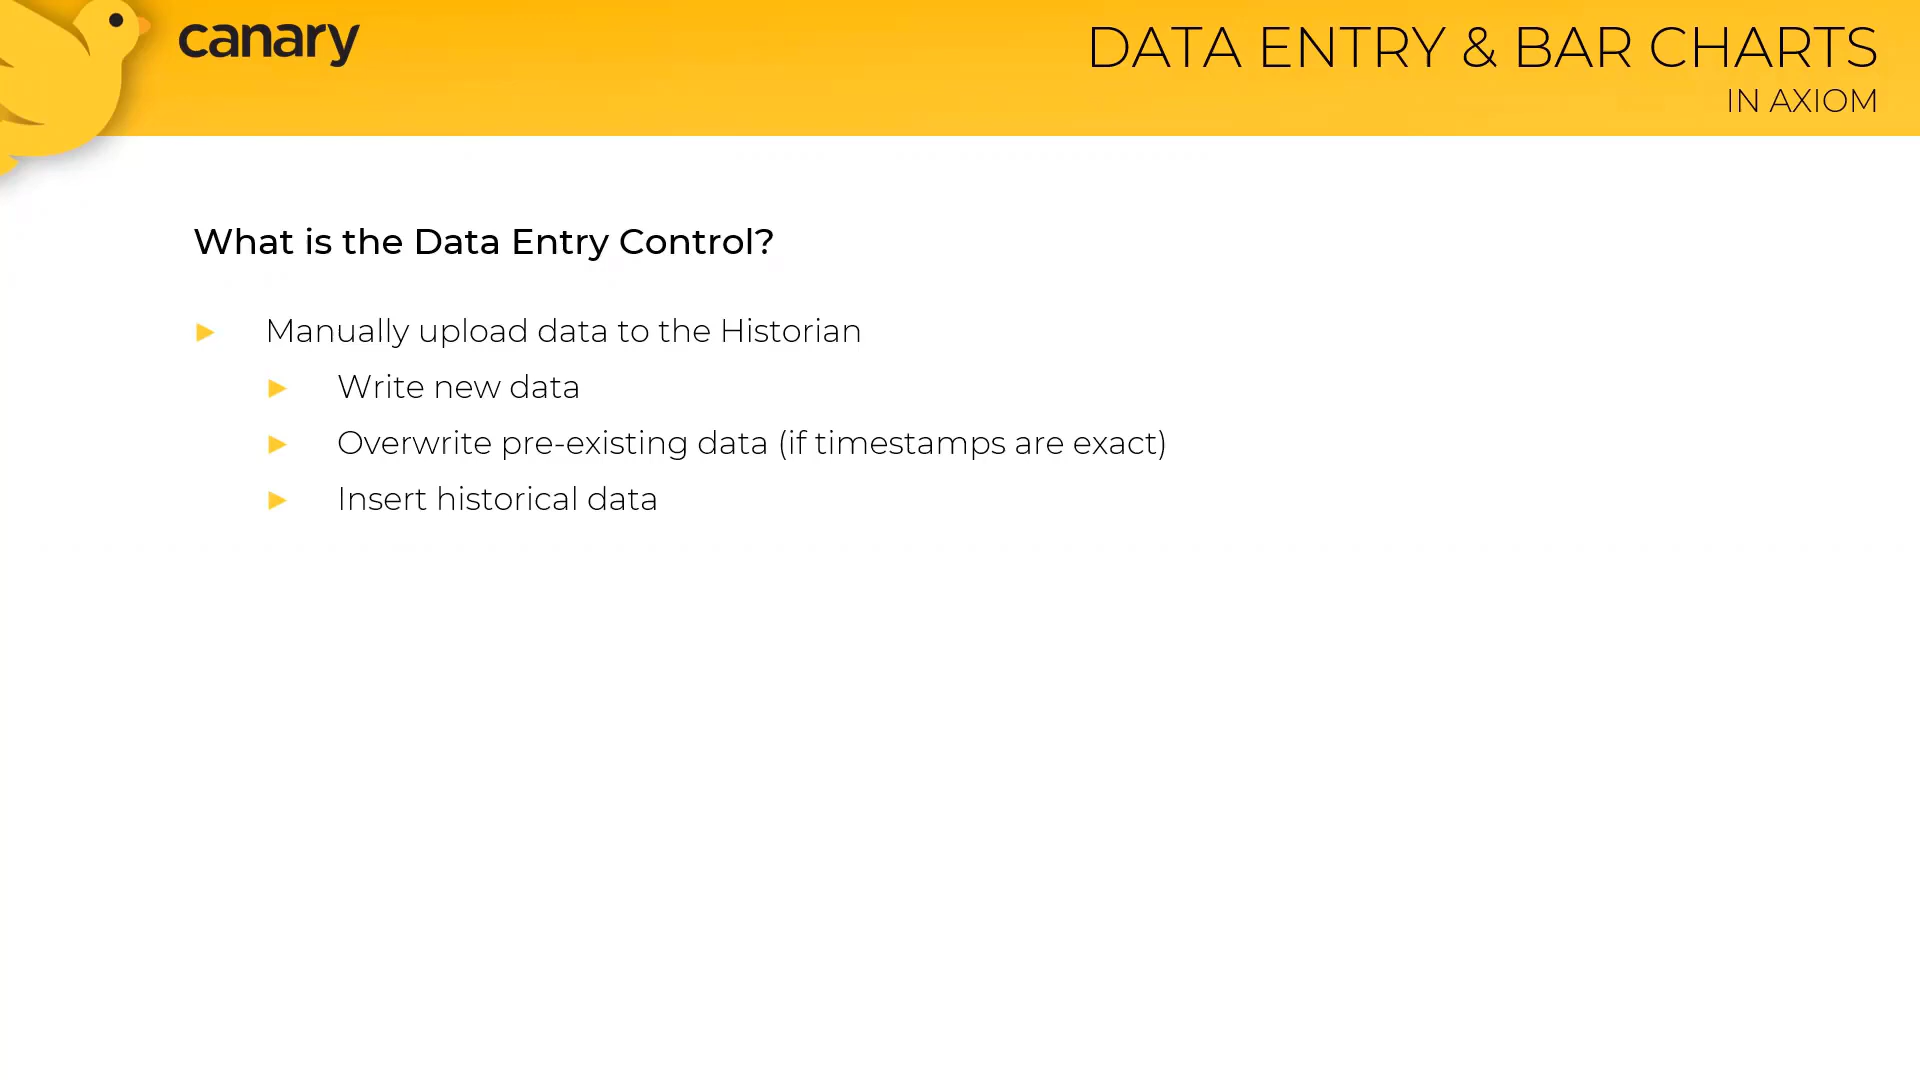 canary
DATA ENTRY & BAR CHARTS
IN AXIOM
What is the Data Entry Control?
Manually upload data to the Historian
Write new data
Overwrite pre-existing data (if timestamps are exact)
Insert historical data